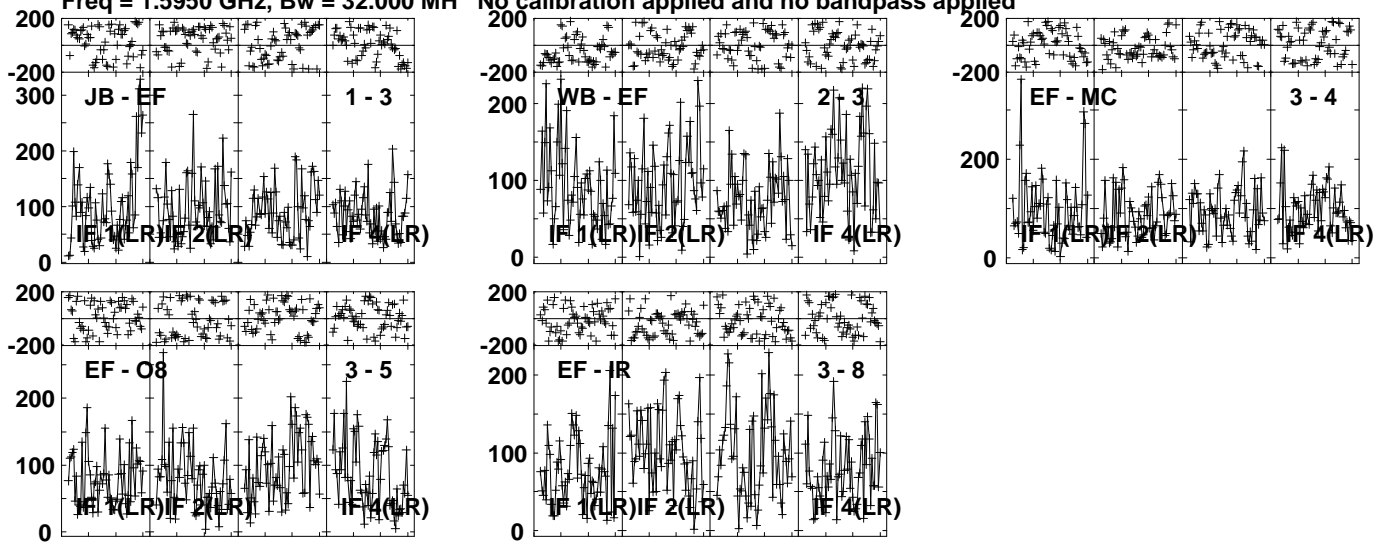 Freq = 1.5950 GHz, Bw = 32.000 MH No calibration applied and no bandpass applied
200
-200
300
200
100
0
JB - EF
1 - 3
IF 1(LR)
IF 2(LR)
IF 4(LR)
200
-200
200
100
0
WB - EF
2 - 3
IF 1(LR)
IF 2(LR)
IF 4(LR)
200
-200
200
0
EF - MC
3 - 4
IF 1(LR)
IF 2(LR)
IF 4(LR)
200
-200
200
100
0
EF - O8
3 - 5
IF 1(LR)
IF 2(LR)
IF 4(LR)
200
-200
200
100
0
EF - IR
3 - 8
IF 1(LR)
IF 2(LR)
IF 4(LR)